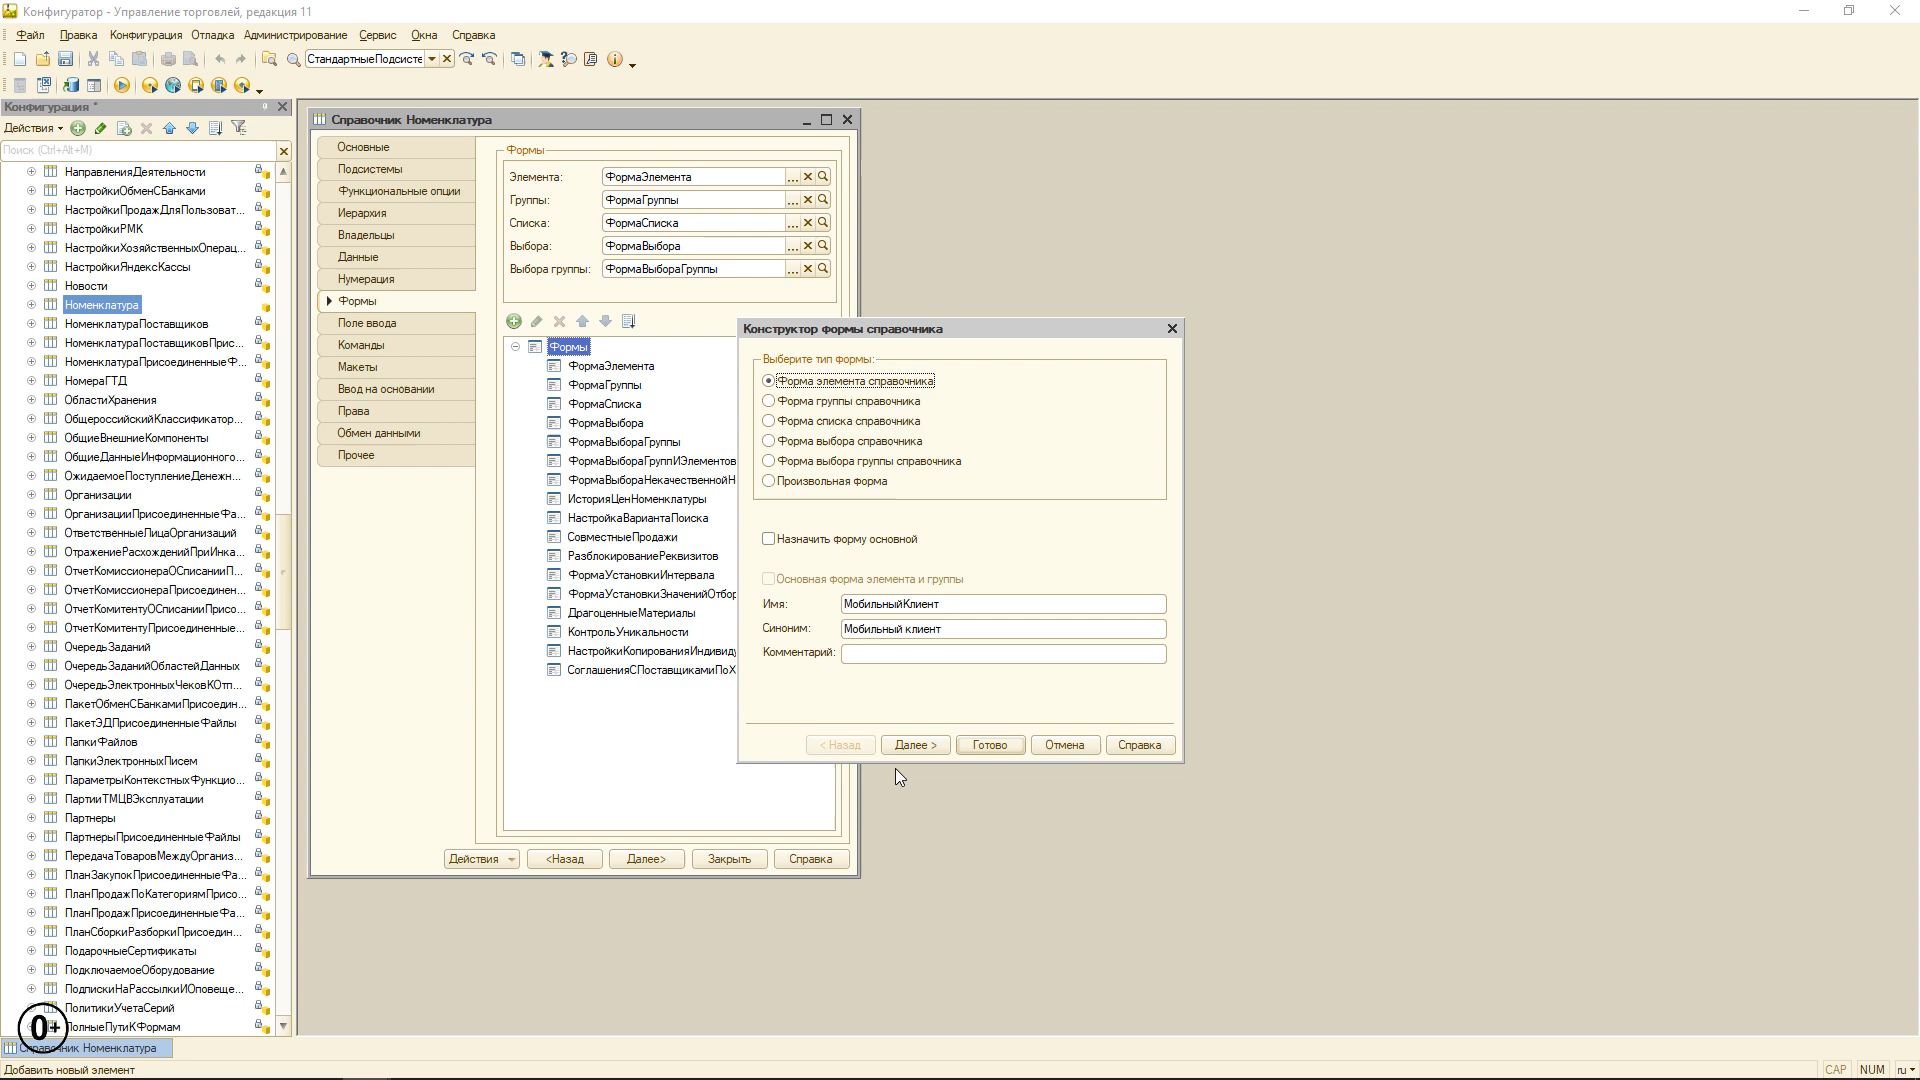 Конфигуратор - Управление торговлей, редакция 11
Файл Правка Конфигурация Отладка Администрирование Сервис Окна Справка
СтандартныеПодсисте
Конфигурация *
Действия
Поиск (Ctrl+Alt+M)
НаправленияДеятельности
НастройкиОбменСБанками
НастройкиПродажДляПользоват...
НастройкиРМК
НастройкиХозяйственныхОперац...
НастройкиЯндексКассы
Новости
Номенклатура
НоменклатураПоставщиков
НоменклатураПоставщиковПрис...
НоменклатураПрисоединенныеФ...
НомераГТД
ОбластиХранения
ОбщероссийскийКлассификатор...
ОбщиеВнешниеКомпоненты
ОбщиеДанныеИнформационного...
ОжидаемоеПоступлениеДенежн...
Организации
ОрганизацииПрисоединенныеФа...
ОтветственныеЛицаОрганизаций
ОтражениеРасхожденийПриИнка...
ОтчетКомиссионераОСписанииП...
ОтчетКомиссионераПрисоединен...
ОтчетКомитентуОСписанииПрисо...
ОтчетКомитентуПрисоединенные...
ОчередьЗаданий
ОчередьЗаданийОбластейДанных
ОчередьЭлектронныхЧековКОтп...
ПакетОбменСБанкамиПрисоедин...
ПакетЭДПрисоединенныеФайлы
ПапкиФайлов
ПапкиЭлектронныхПисем
ПараметрыКонтекстныхФункцио...
ПартииТМЦВЭксплуатации
Партнеры
ПартнерыПрисоединенныеФайлы
ПередачаТоваровМеждуОрганиз...
ПланЗакупокПрисоединенныеФа...
ПланПродажПоКатегориямПрисо...
ПланПродажПрисоединенныеФа...
ПланСборкиРазборкиПрисоедин...
ПодарочныеСертификаты
ПодключаемоеОборудование
ПодпискиНаРассылкиИОповеще...
ПолитикиУчетаСерий
ПолныеПутиКФормам
0+
Справочник Номенклатура
Основные
Подсистемы
Функциональные опции
Иерархия
Владельцы
Данные
Нумерация
Формы
Поле ввода
Команды
Макеты
Ввод на основании
Права
Обмен данными
Прочее
Формы
Элемента: ФормаЭлемента ...
Группы: ФормаГруппы ...
Списка: ФормаСписка ...
Выбора: ФормаВыбора ...
Выбора группы: ФормаВыбораГруппы ...
Формы
ФормаЭлемента
ФормаГруппы
ФормаСписка
ФормаВыбора
ФормаВыбораГруппы
ФормаВыбораГруппИЭлементов
ФормаВыбораНекачественнойН
ИсторияЦенНоменклатуры
НастройкаВариантаПоиска
СовместныеПродажи
РазблокированиеРеквизитов
ФормаУстановкиИнтервала
ФормаУстановкиЗначенийОтбор
ДрагоценныеМатериалы
КонтрольУникальности
НастройкиКопированияИндивиду
СоглашенияСПоставщикамиПоХ
Действия <Назад Далее> Закрыть Справка
Конструктор формы справочника
Выберите тип формы:
Форма элемента справочника
Форма группы справочника
Форма списка справочника
Форма выбора справочника
Форма выбора группы справочника
Произвольная форма
Назначить форму основной
Основная форма элемента и группы
Имя: МобильныйКлиент
Синоним: Мобильный клиент
Комментарий:
< Назад Далее > Готово Отмена Справка
Справочник Номенклатура
Добавить новый элемент
CAP NUM ru